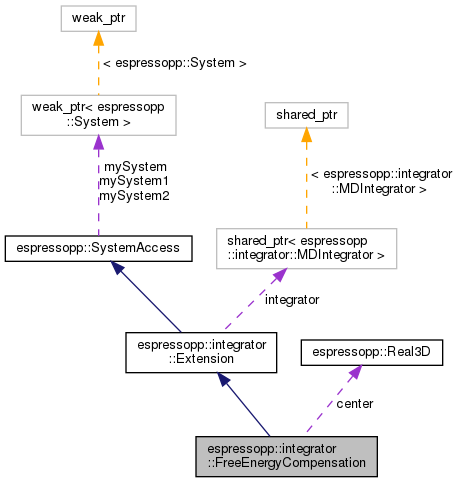 weak_ptr
< espressopp::System >
weak_ptr< espressopp
::System >
shared_ptr
mySystem
mySystem1
mySystem2
< espressopp::integrator
::MDIntegrator >
espressopp::SystemAccess
shared_ptr< espressopp
::integrator::MDIntegrator >
integrator
espressopp::integrator
::Extension
espressopp::Real3D
center
espressopp::integrator
::FreeEnergyCompensation